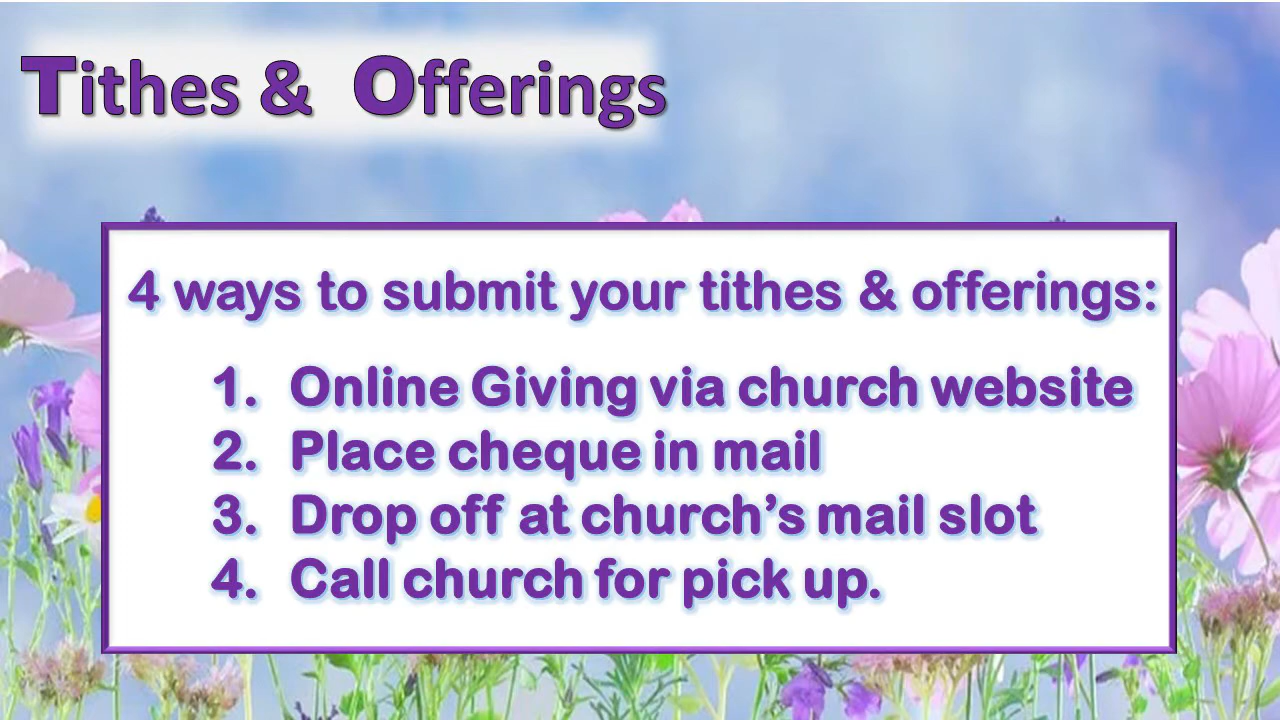 Tithes & Offerings
4 ways to submit your tithes & offerings:
1. Online Giving via church website
2. Place cheque in mail
3. Drop off at church’s mail slot
4. Call church for pick up.